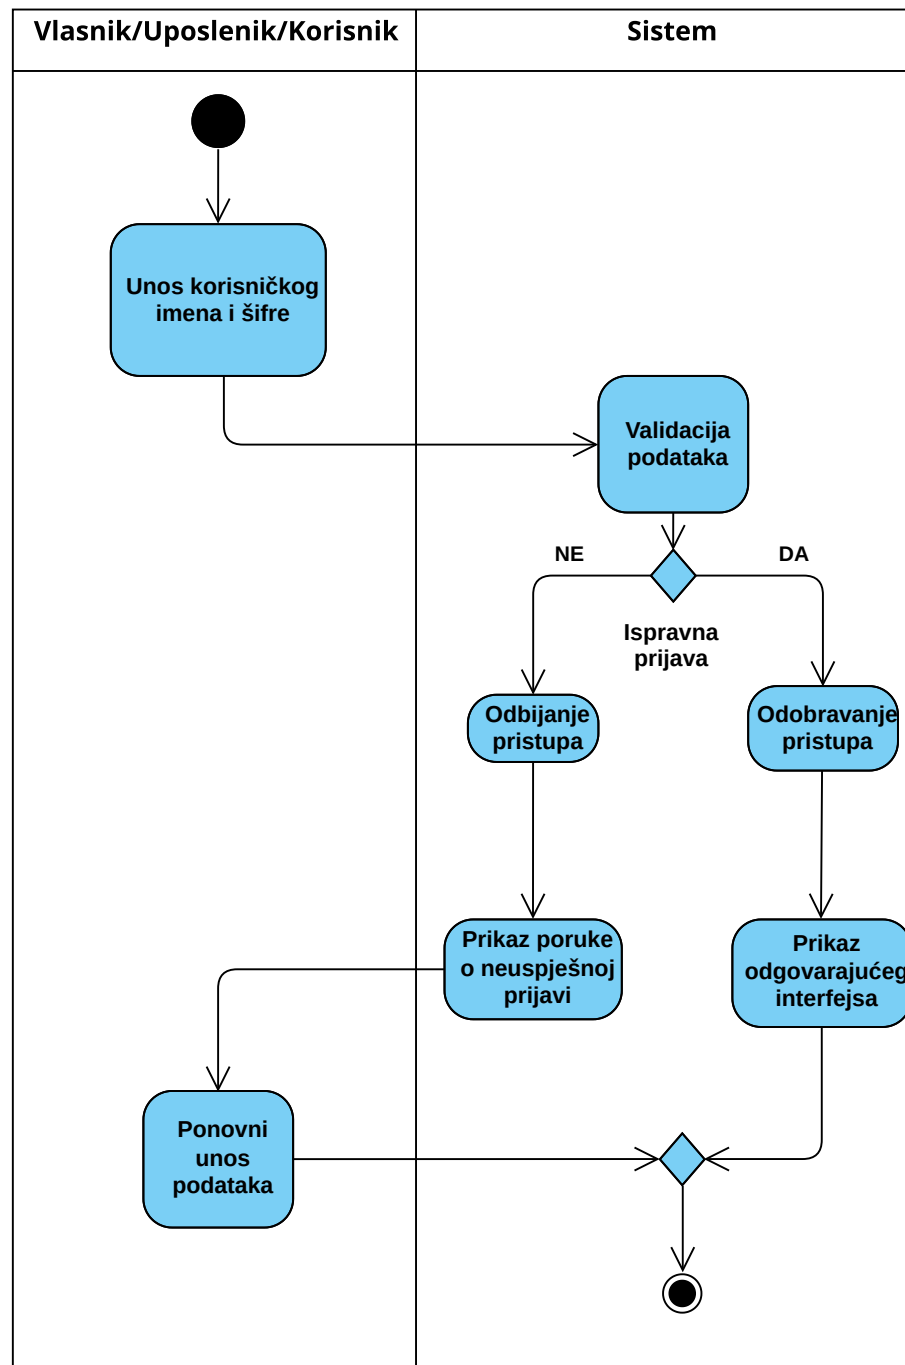 Vlasnik/Uposlenik/Korisnik
Sistem
Unos korisničkog
imena i šifre
Validacija
podataka
NE
DA
Ispravna
prijava
Odbijanje
pristupa
Odobravanje
pristupa
Prikaz poruke
o neuspješnoj
prijavi
Prikaz
odgovarajućeg
interfejsa
Ponovni
unos
podataka